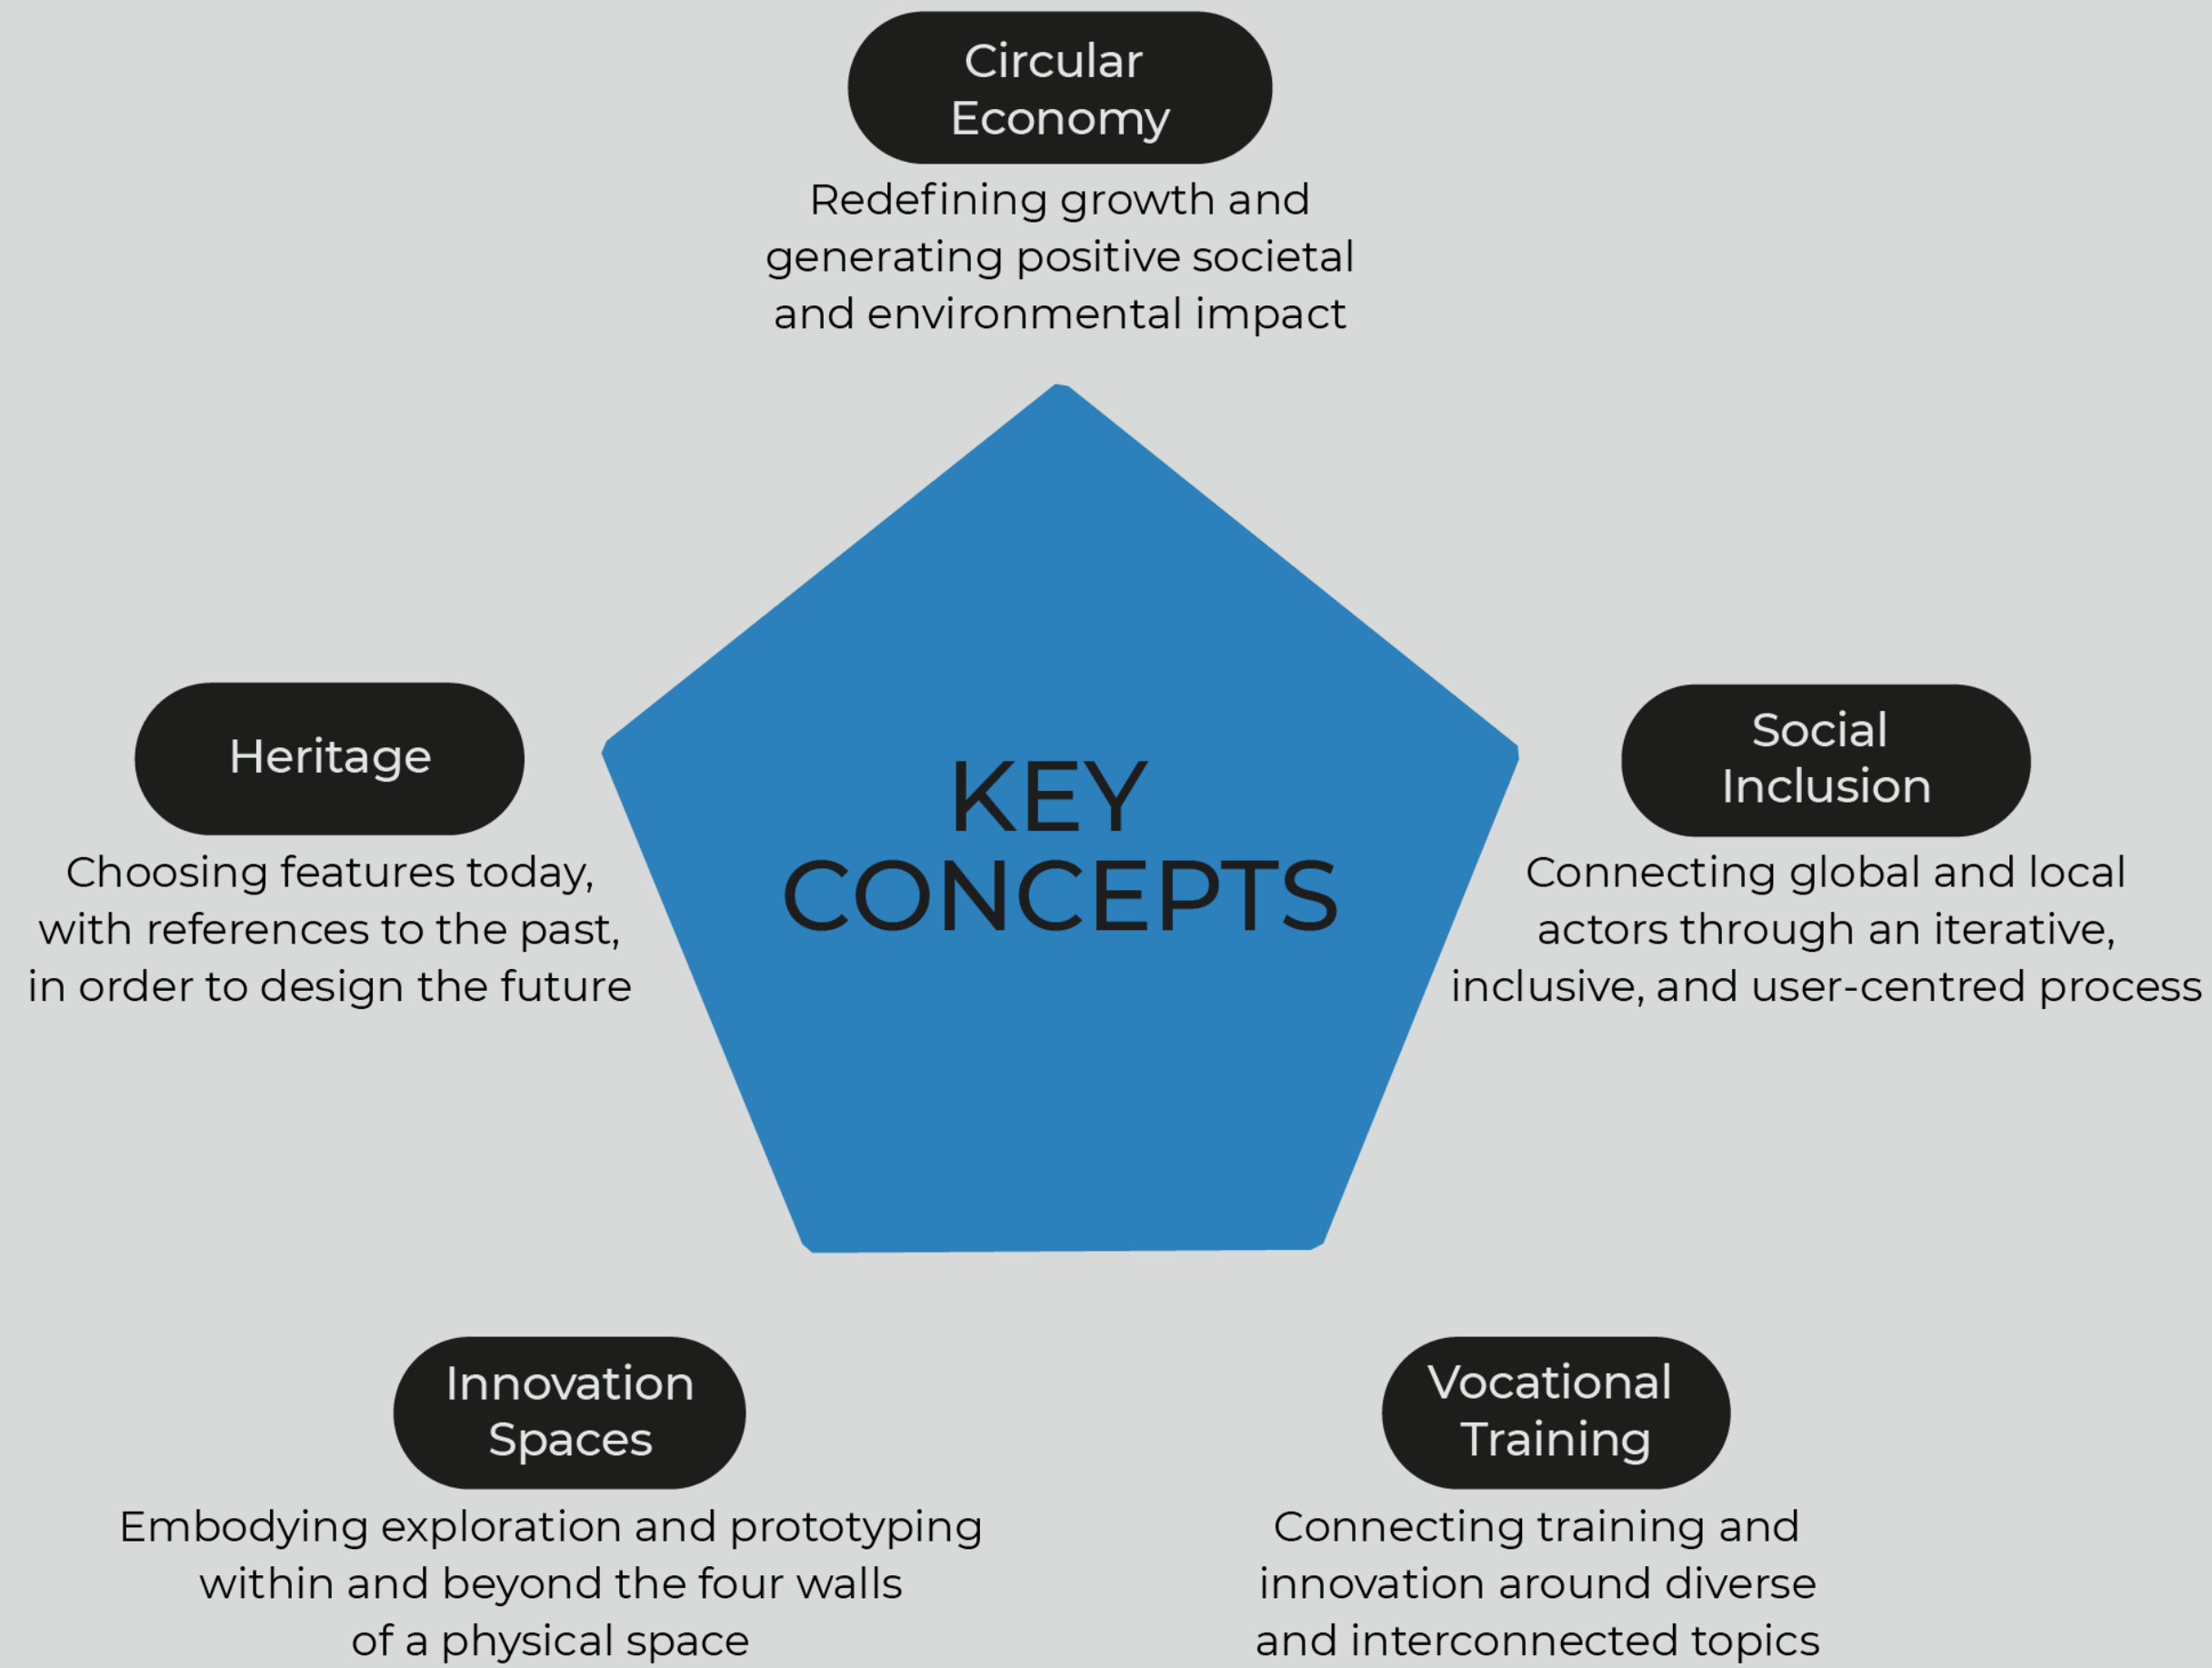 Circular
Economy
Redefining growth and
generating positive societal
and environmental impact
Heritage
Choosing features today,
with references to the past,
in order to design the future
KEY
CONCEPTS
Social
Inclusion
Connecting global and local
actors through an iterative,
inclusive, and user-centred process
Innovation
Spaces
Embodying exploration and prototyping
within and beyond the four walls
of a physical space
Vocational
Training
Connecting training and
innovation around diverse
and interconnected topics